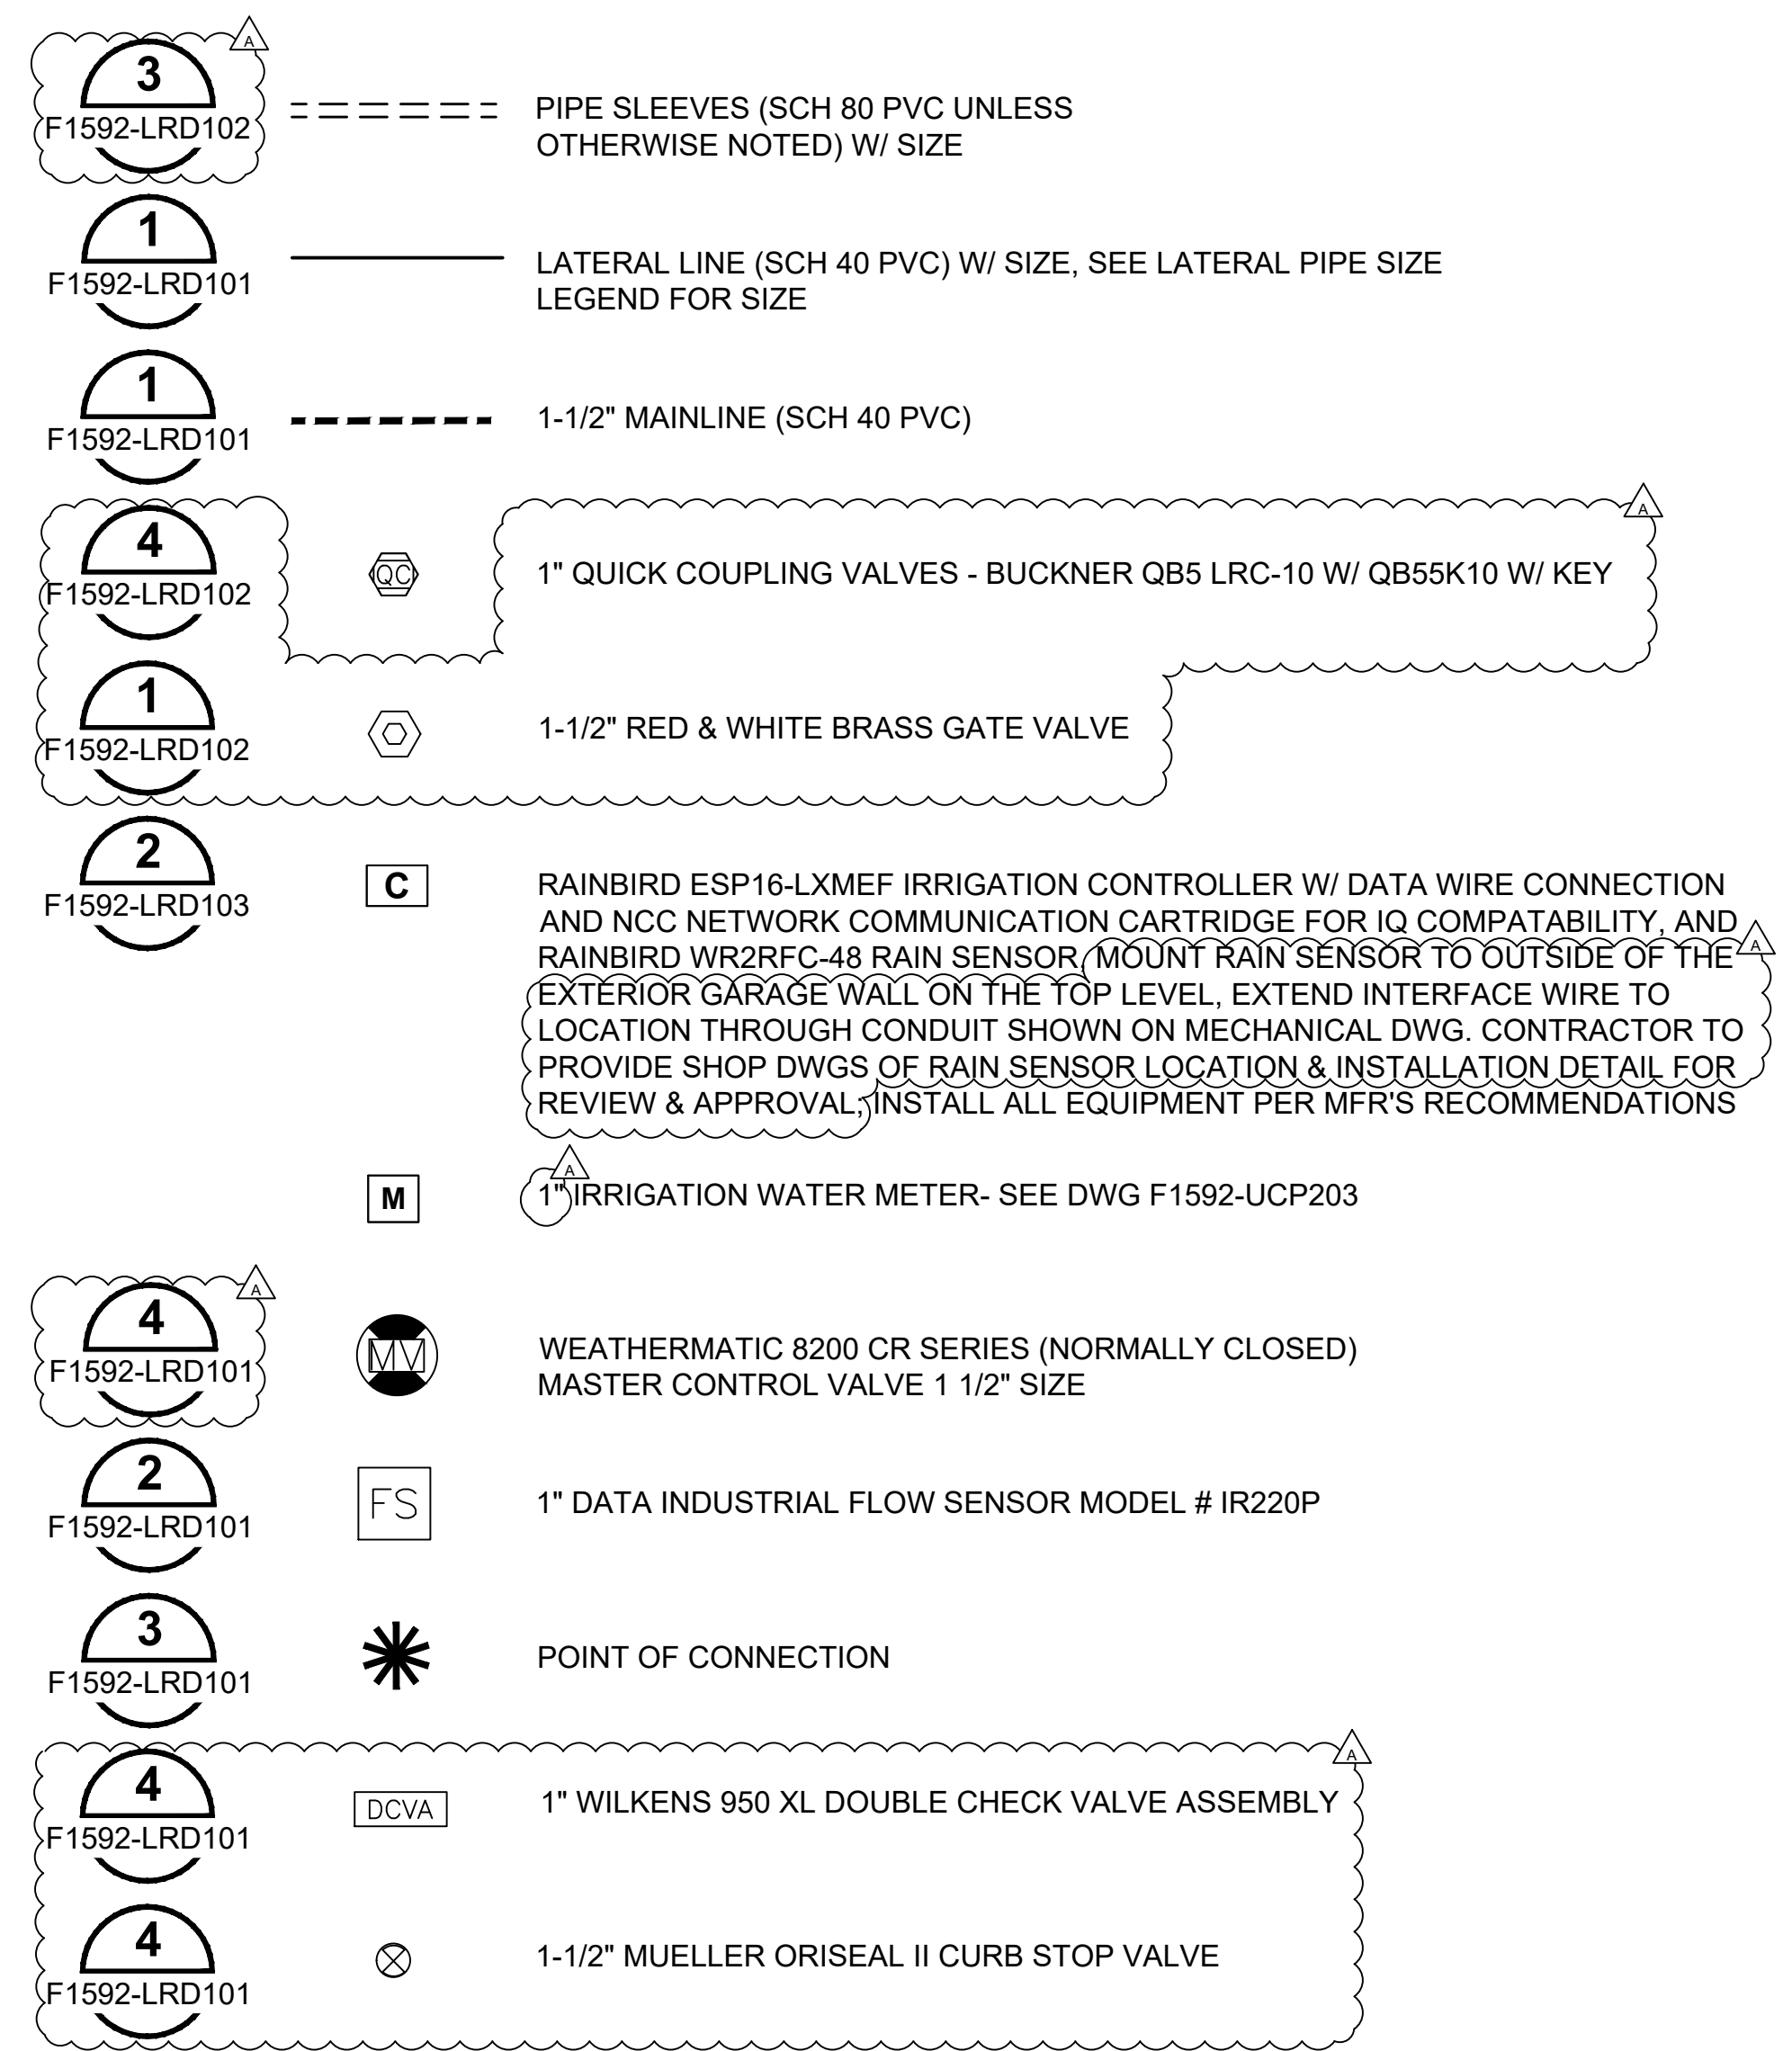 A
3
F1592-LRD102
PIPE SLEEVES (SCH 80 PVC UNLESS
OTHERWISE NOTED) W/ SIZE
1
F1592-LRD101
LATERAL LINE (SCH 40 PVC) W/ SIZE, SEE LATERAL PIPE SIZE
LEGEND FOR SIZE
1
F1592-LRD101
1-1/2" MAINLINE (SCH 40 PVC)
A
4
F1592-LRD102
QC
1" QUICK COUPLING VALVES - BUCKNER QB5 LRC-10 W/ QB55K10 W/ KEY
1
F1592-LRD102
1-1/2" RED & WHITE BRASS GATE VALVE
2
F1592-LRD103
C
RAINBIRD ESP16-LXMEF IRRIGATION CONTROLLER W/ DATA WIRE CONNECTION
AND NCC NETWORK COMMUNICATION CARTRIDGE FOR IQ COMPATABILITY, AND
A
RAINBIRD WR2RFC-48 RAIN SENSOR, MOUNT RAIN SENSOR TO OUTSIDE OF THE
EXTERIOR GARAGE WALL ON THE TOP LEVEL, EXTEND INTERFACE WIRE TO
LOCATION THROUGH CONDUIT SHOWN ON MECHANICAL DWG. CONTRACTOR TO
PROVIDE SHOP DWGS OF RAIN SENSOR LOCATION & INSTALLATION DETAIL FOR
REVIEW & APPROVAL; INSTALL ALL EQUIPMENT PER MFR'S RECOMMENDATIONS
A
M
1" IRRIGATION WATER METER- SEE DWG F1592-UCP203
A
4
F1592-LRD101
MV
WEATHERMATIC 8200 CR SERIES (NORMALLY CLOSED)
MASTER CONTROL VALVE 1 1/2" SIZE
2
F1592-LRD101
FS
1" DATA INDUSTRIAL FLOW SENSOR MODEL # IR220P
3
F1592-LRD101
POINT OF CONNECTION
A
4
F1592-LRD101
DCVA
1" WILKENS 950 XL DOUBLE CHECK VALVE ASSEMBLY
4
F1592-LRD101
1-1/2" MUELLER ORISEAL II CURB STOP VALVE